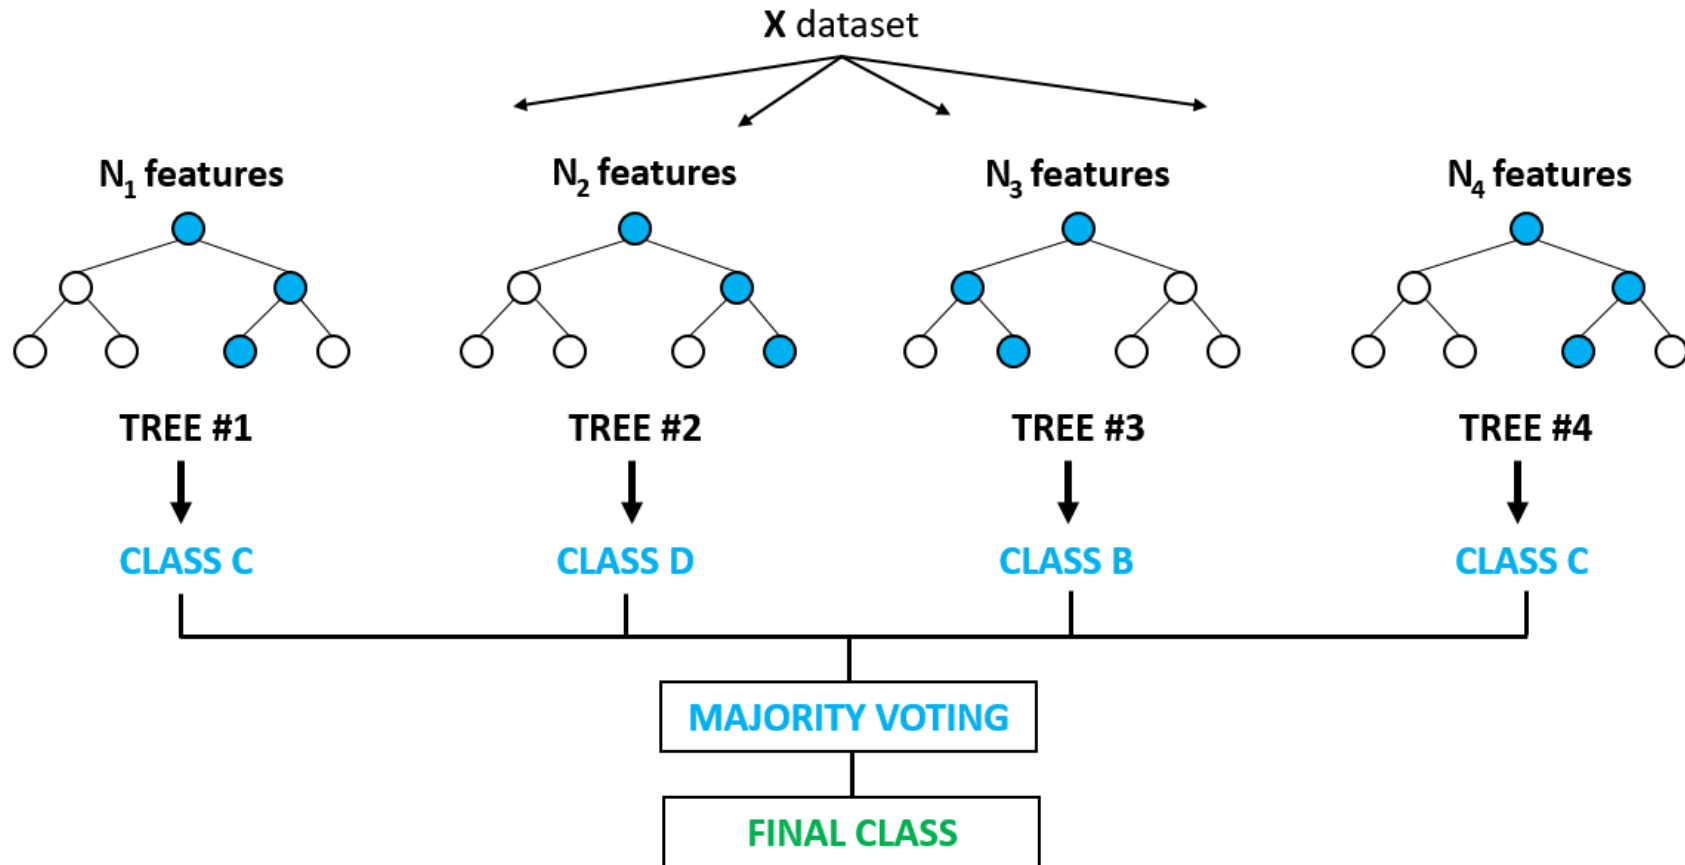 X dataset
N₁ features
N₂ features
N₃ features
N₄ features
TREE #1
TREE #2
TREE #3
TREE #4
CLASS C
CLASS D
CLASS B
CLASS C
MAJORITY VOTING
FINAL CLASS